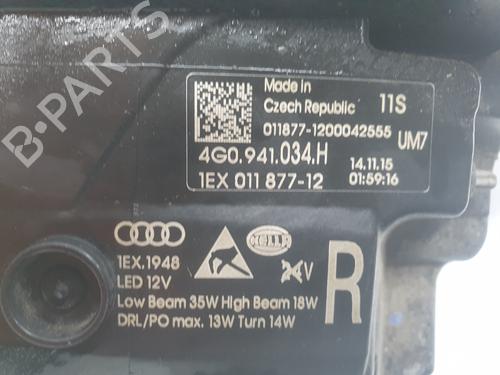 B-PARTS
Made in
Czech Republic 11S
011877-1200042555
UM7
4G0.941.034.H 14.11.15
1EX 011 877-12 01:59:16
HELLA
1EX.1948
LED 12V
Low Beam 35W High Beam 18W
DRL/PO max. 13W Turn 14W
R